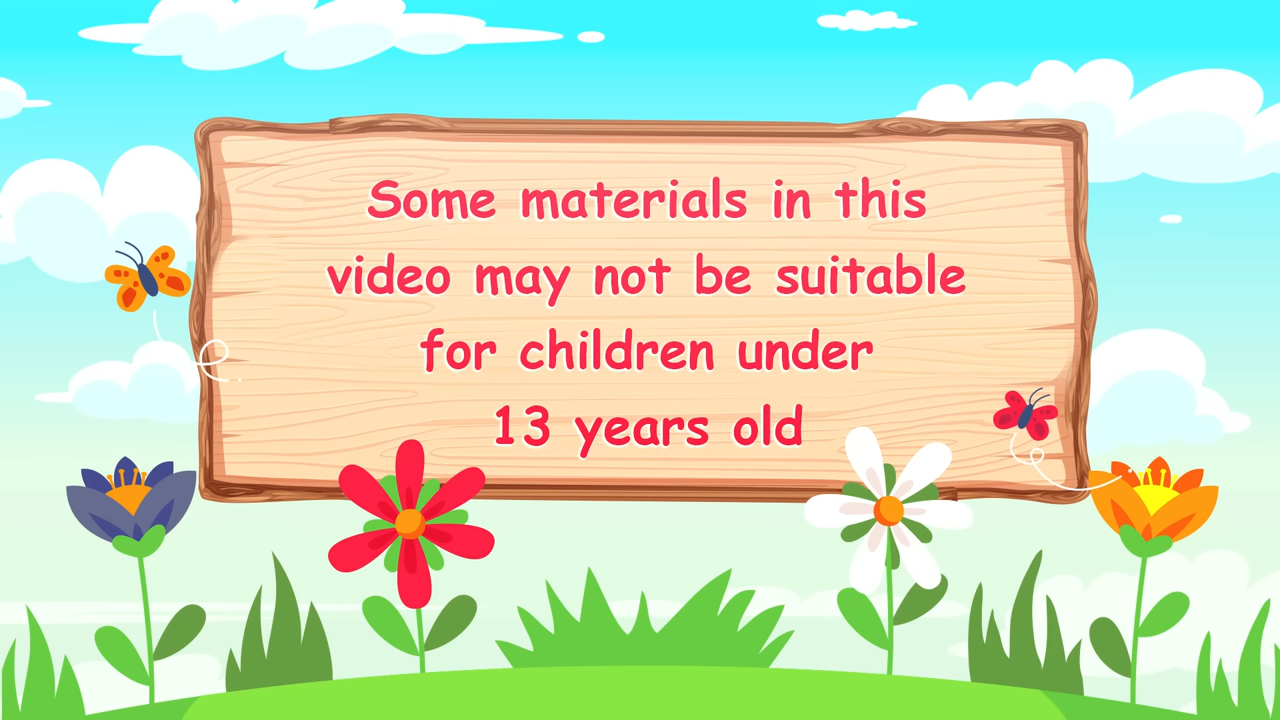 Some materials in this
video may not be suitable
for children under
13 years old